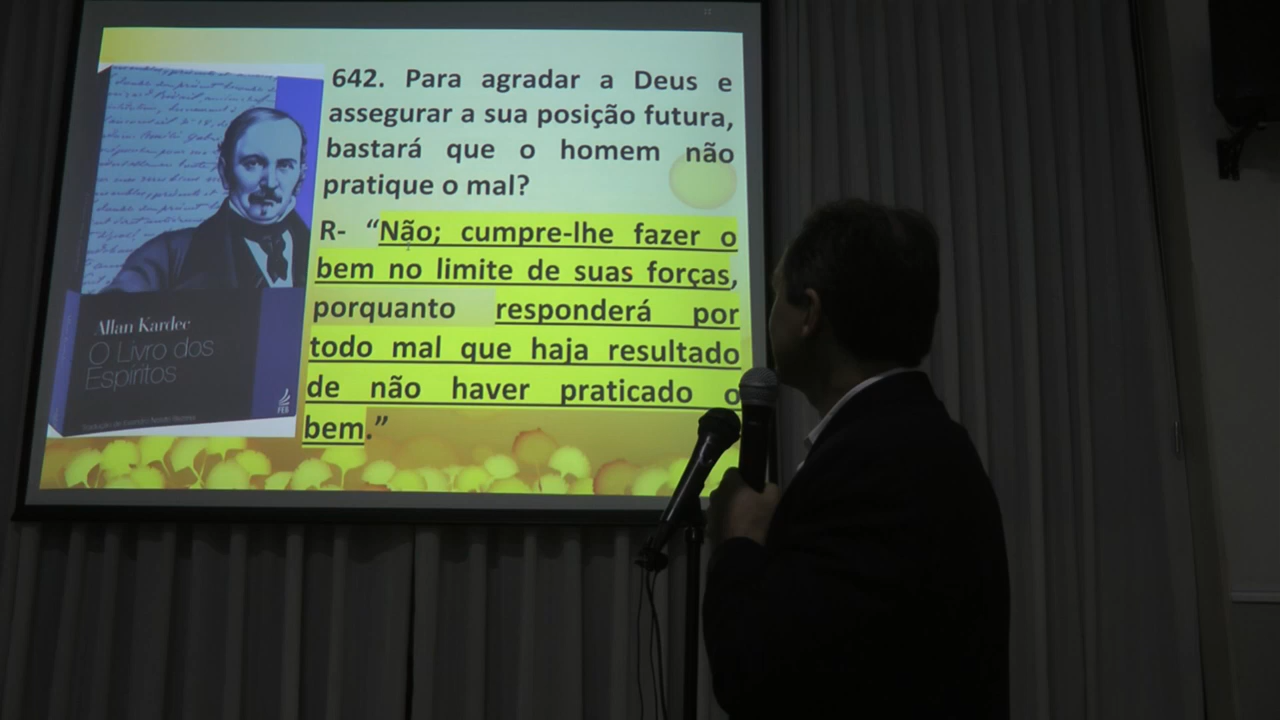 642. Para agradar a Deus e
assegurar a sua posição futura,
bastará que o homem não
pratique o mal?
R- “Não; cumpre-lhe fazer o
bem no limite de suas forças,
porquanto responderá por
todo mal que haja resultado
de não haver praticado o
bem.”
Allan Kardec
O Livro dos
Espíritos
FEB